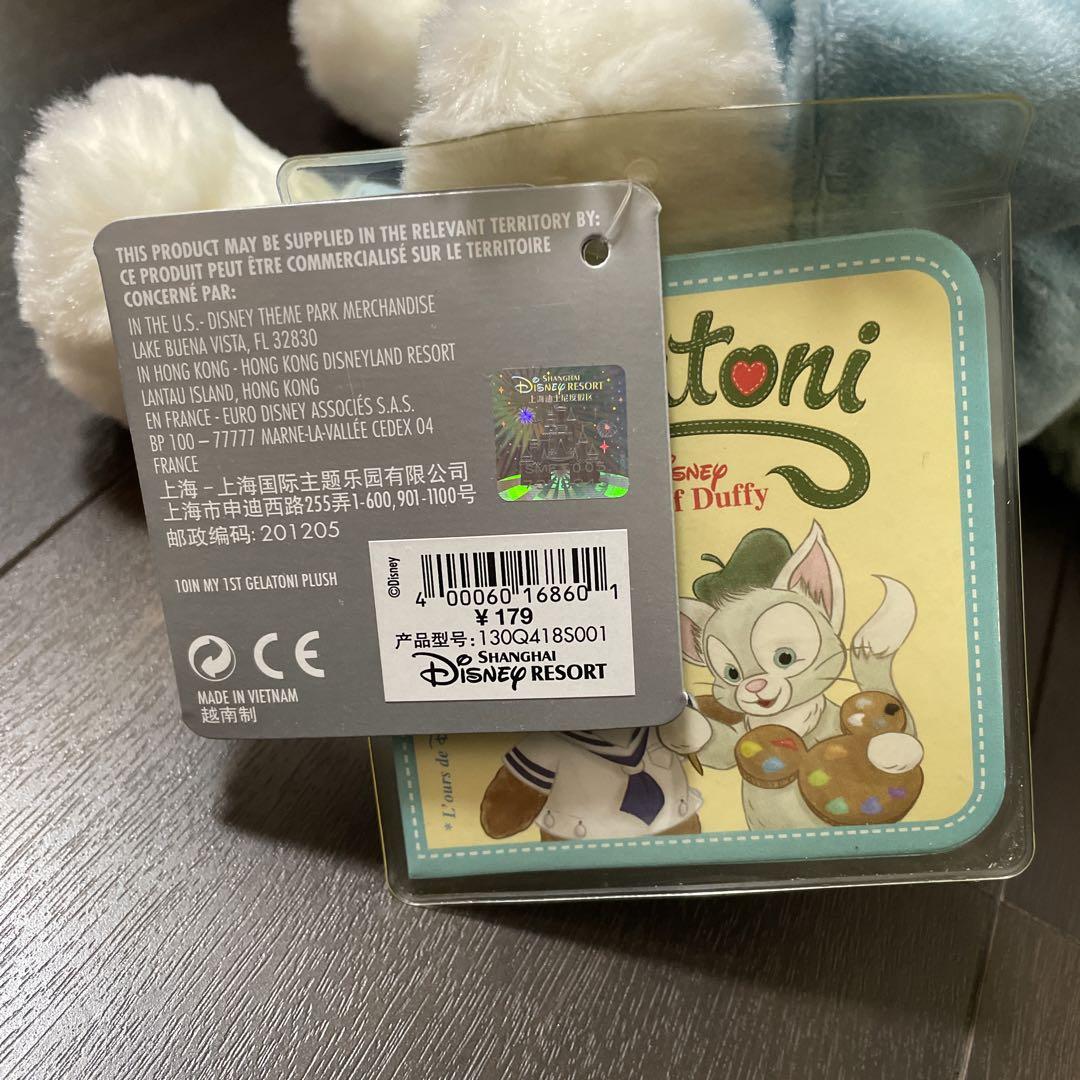 THIS PRODUCT MAY BE SUPPLIED IN THE RELEVANT TERRITORY BY:
CE PRODUIT PEUT ÊTRE COMMERCIALISÉ SUR LE TERRITOIRE
CONCERNÉ PAR:
IN THE U.S.- DISNEY THEME PARK MERCHANDISE
LAKE BUENA VISTA, FL 32830
IN HONG KONG - HONG KONG DISNEYLAND RESORT
LANTAU ISLAND, HONG KONG
EN FRANCE - EURO DISNEY ASSOCIÉS S.A.S.
BP 100 – 77777 MARNE-LA-VALLÉE CEDEX 04
FRANCE
上海 – 上海国际主题乐园有限公司
上海市申迪西路255弄1-600,901-1100号
邮政编码: 201205
10IN MY 1ST GELATONI PLUSH
MADE IN VIETNAM
越南制
CE
SHANGHAI
DISNEY RESORT
上海迪士尼度假区
©Disney
4 00060 16860 1
¥ 179
产品型号: 130Q418S001
SHANGHAI
DISNEY RESORT
toni
Duffy
* L'ours de